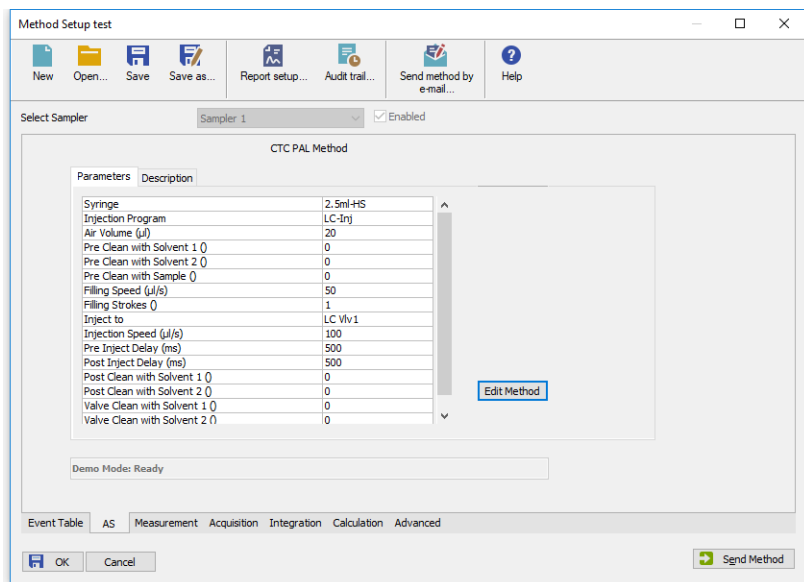 Method Setup test
New Open... Save Save as... Report setup... Audit trail... Send method by e-mail... Help
Select Sampler Sampler 1 Enabled
CTC PAL Method
Parameters Description
Syringe 2.5ml-HS
Injection Program LC-Inj
Air Volume (µl) 20
Pre Clean with Solvent 1 () 0
Pre Clean with Solvent 2 () 0
Pre Clean with Sample () 0
Filling Speed (µl/s) 50
Filling Strokes () 1
Inject to LC Vlv1
Injection Speed (µl/s) 100
Pre Inject Delay (ms) 500
Post Inject Delay (ms) 500
Post Clean with Solvent 1 () 0
Post Clean with Solvent 2 () 0
Valve Clean with Solvent 1 () 0
Valve Clean with Solvent 2 () 0
Edit Method
Demo Mode: Ready
Event Table AS Measurement Acquisition Integration Calculation Advanced
OK Cancel Send Method